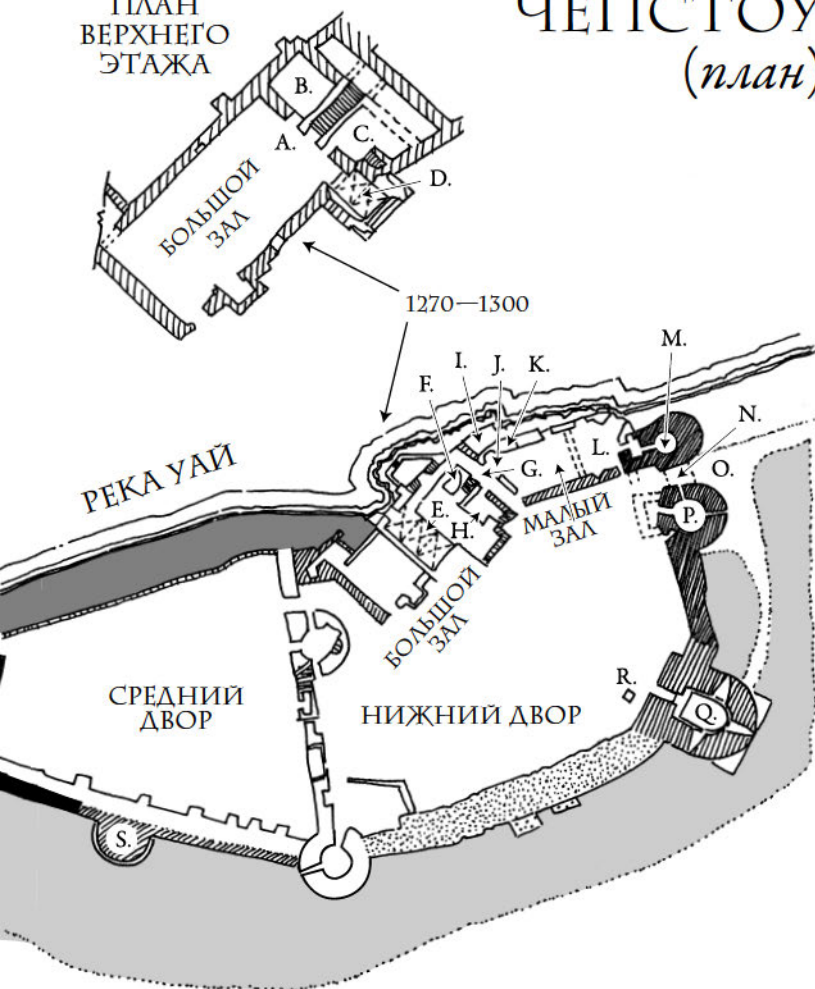 ПЛАН
ВЕРХНЕГО
ЭТАЖА
ЧЕПСТОУ
(план)
B.
A.
C.
D.
БОЛЬШОЙ
ЗАЛ
1270—1300
M.
I.
J.
K.
F.
N.
L.
G.
O.
РЕКА УАЙ
E.
H.
P.
МАЛЫЙ
ЗАЛ
БОЛЬШОЙ
ЗАЛ
R.
СРЕДНИЙ
ДВОР
НИЖНИЙ ДВОР
Q.
S.